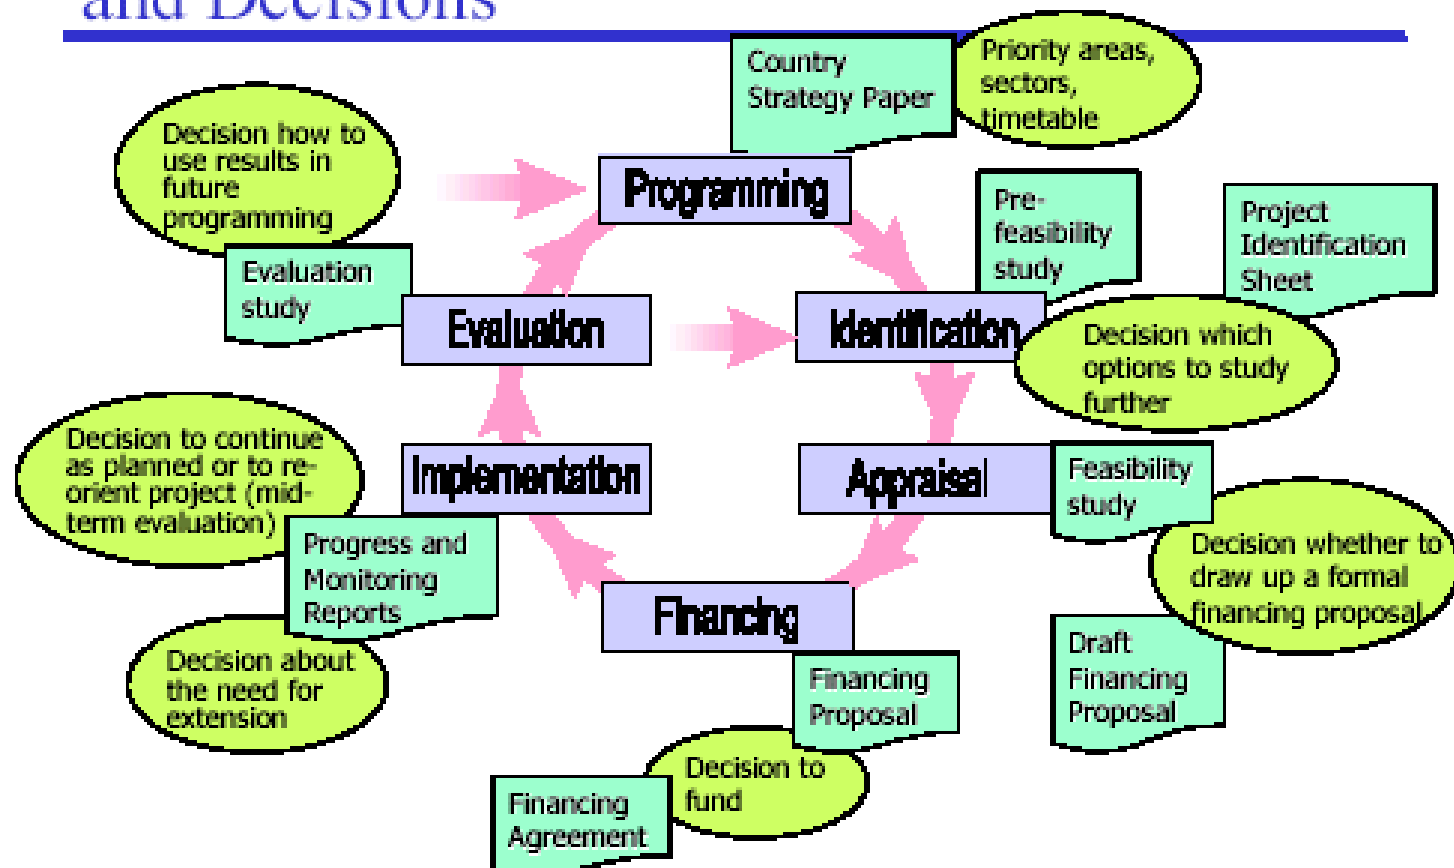 and Decisions
Country
Strategy Paper
Priority areas,
sectors,
timetable
Decision how to
use results in
future
programming
Programming
Pre-
feasibility
study
Project
Identification
Sheet
Evaluation
study
Evaluation
Identification
Decision which
options to study
further
Decision to continue
as planned or to re-
orient project (mid-
term evaluation)
Implementation
Appraisal
Feasibility
study
Progress and
Monitoring
Reports
Decision whether to
draw up a formal
financing proposal
Financing
Decision about
the need for
extension
Draft
Financing
Proposal
Financing
Proposal
Decision to
fund
Financing
Agreement